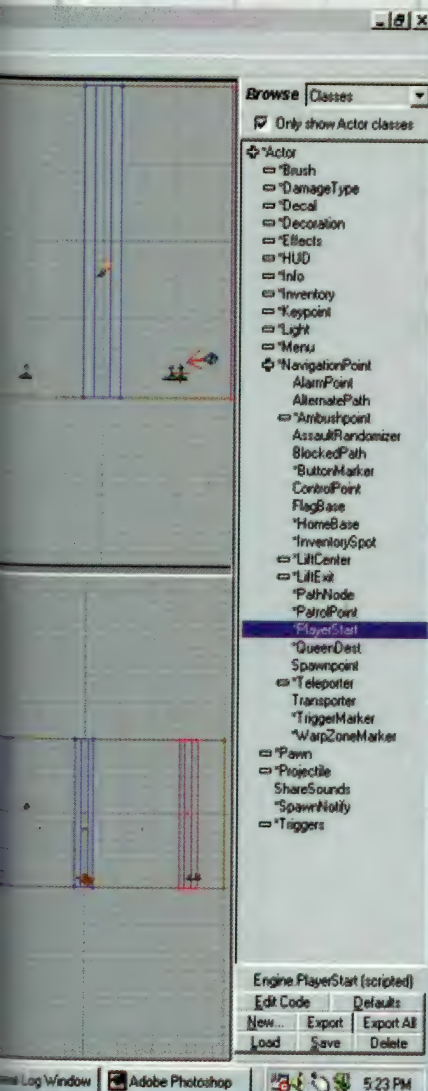 Browse Classes
Only show Actor classes
*Actor
*Brush
*DamageType
*Decal
*Decoration
*Effects
*HUD
*Info
*Inventory
*Keypoint
*Light
*Menu
*NavigationPoint
AlarmPoint
AlternatePath
*Ambushpoint
AssaultRandomizer
BlockedPath
*ButtonMarker
ControlPoint
FlagBase
*HomeBase
*InventorySpot
*LiftCenter
*LiftExit
*PathNode
*PatrolPoint
*PlayerStart
*QueenDest
Spawnpoint
*Teleporter
Transporter
*TriggerMarker
*WarpZoneMarker
*Pawn
*Projectile
ShareSounds
*SpawnNotify
*Triggers
Engine.PlayerStart (scripted)
Edit Code Defaults
New... Export Export All
Load Save Delete
Log Window Adobe Photoshop 5:23 PM